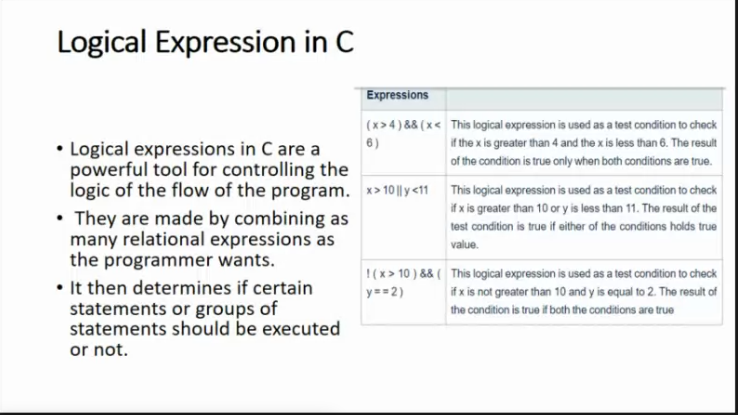 Logical Expression in C
• Logical expressions in C are a
powerful tool for controlling the
logic of the flow of the program.
• They are made by combining as
many relational expressions as
the programmer wants.
• It then determines if certain
statements or groups of
statements should be executed
or not.
Expressions
( x > 4 ) && ( x <
6 )
This logical expression is used as a test condition to check
if the x is greater than 4 and the x is less than 6. The result
of the condition is true only when both conditions are true.
x > 10 || y <11
This logical expression is used as a test condition to check
if x is greater than 10 or y is less than 11. The result of the
test condition is true if either of the conditions holds true
value.
! ( x > 10 ) && (
y = = 2 )
This logical expression is used as a test condition to check
if x is not greater than 10 and y is equal to 2. The result of
the condition is true if both the conditions are true